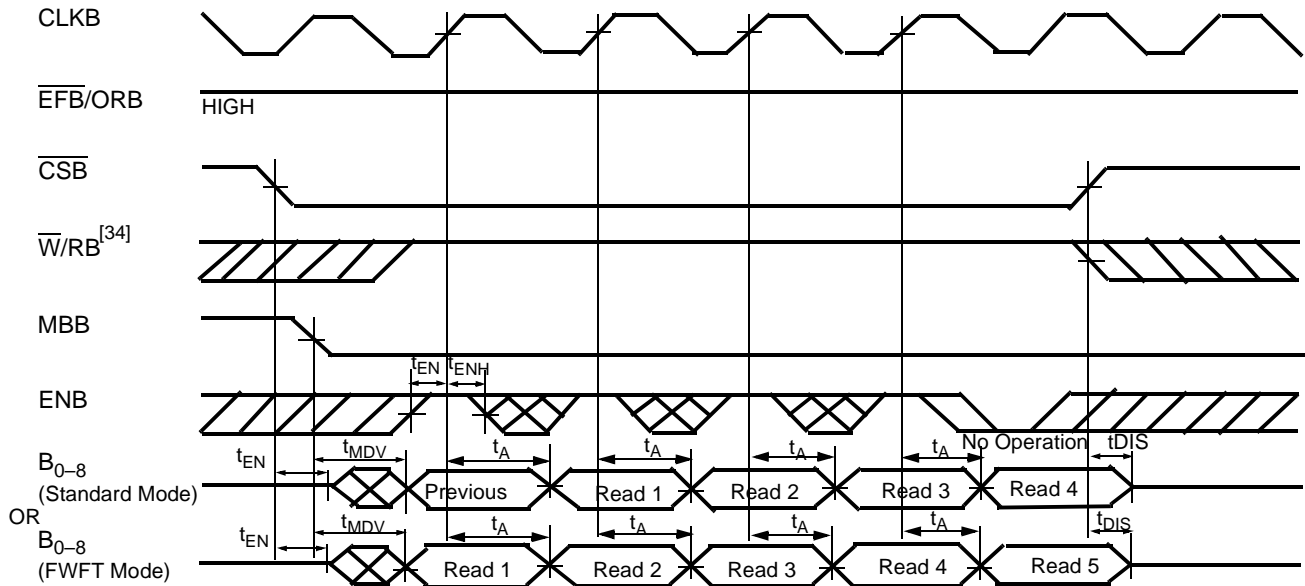 CLKB
EFB/ORB HIGH
CSB
W/RB[34]
MBB
tEN tENH
ENB
No Operation tDIS
tEN tMDV tA tA tA tA
B0–8
(Standard Mode) Previous Read 1 Read 2 Read 3 Read 4
OR
tEN tMDV tA tA tA tA tDIS
B0–8
(FWFT Mode) Read 1 Read 2 Read 3 Read 4 Read 5